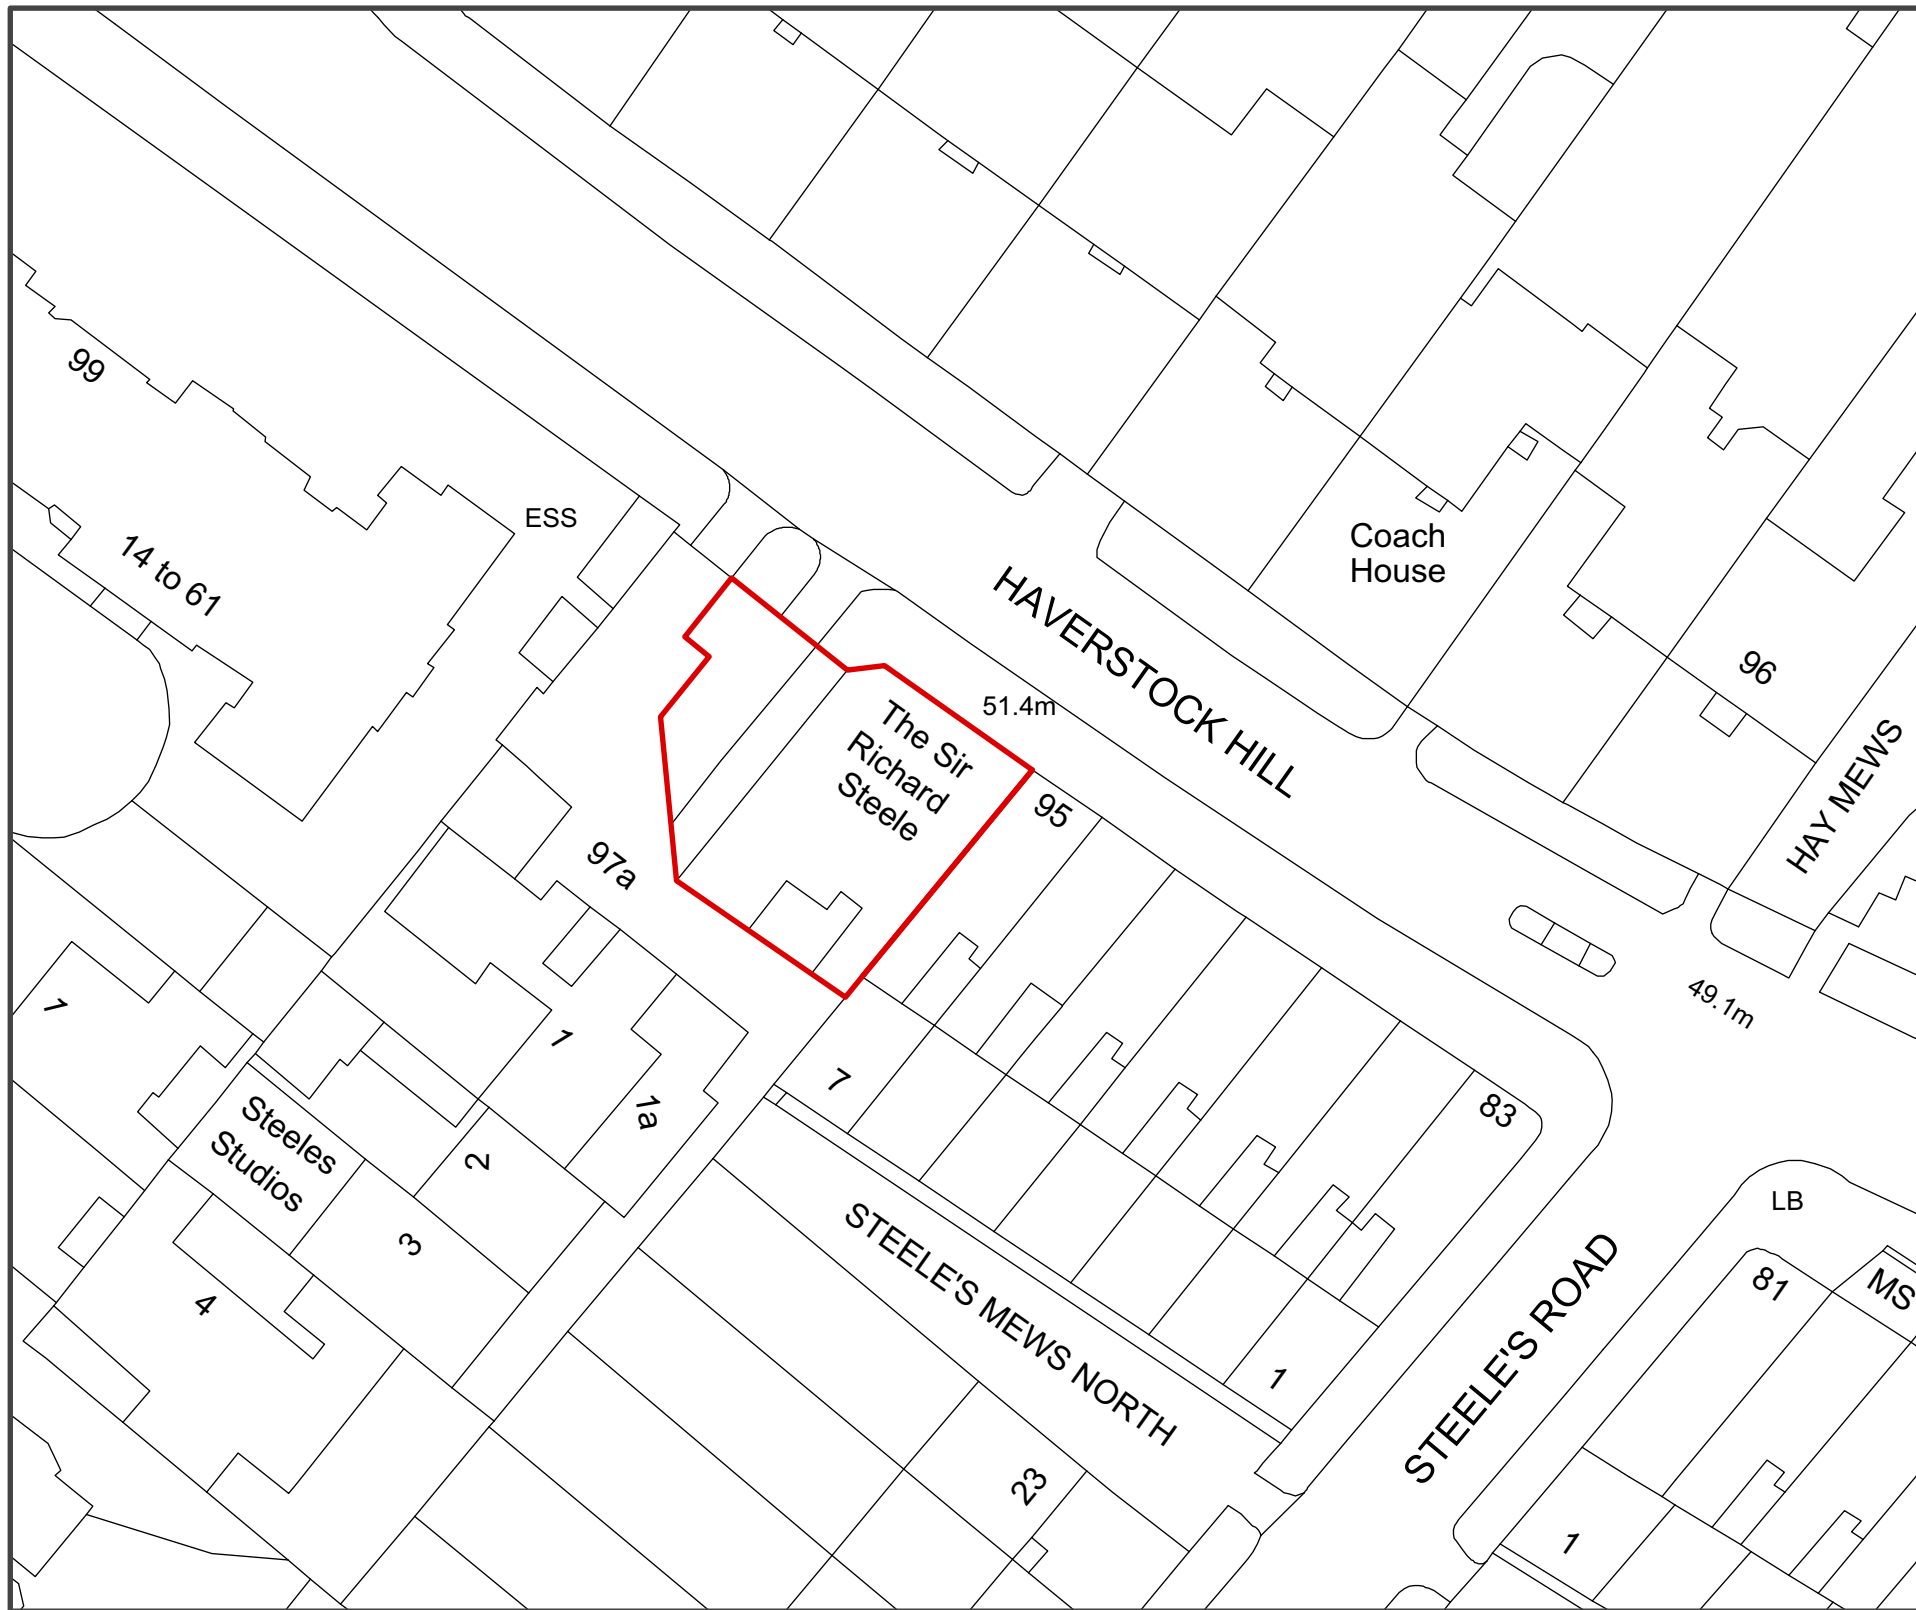 99
14 to 61
ESS
HAVERSTOCK HILL
Coach
House
96
HAY MEWS
51.4m
The Sir
Richard
Steele
95
97a
49.1m
1
1
1a
7
83
Steeles
Studios
2
3
4
STEELE'S MEWS NORTH
1
23
STEELE'S ROAD
LB
81
MS
1